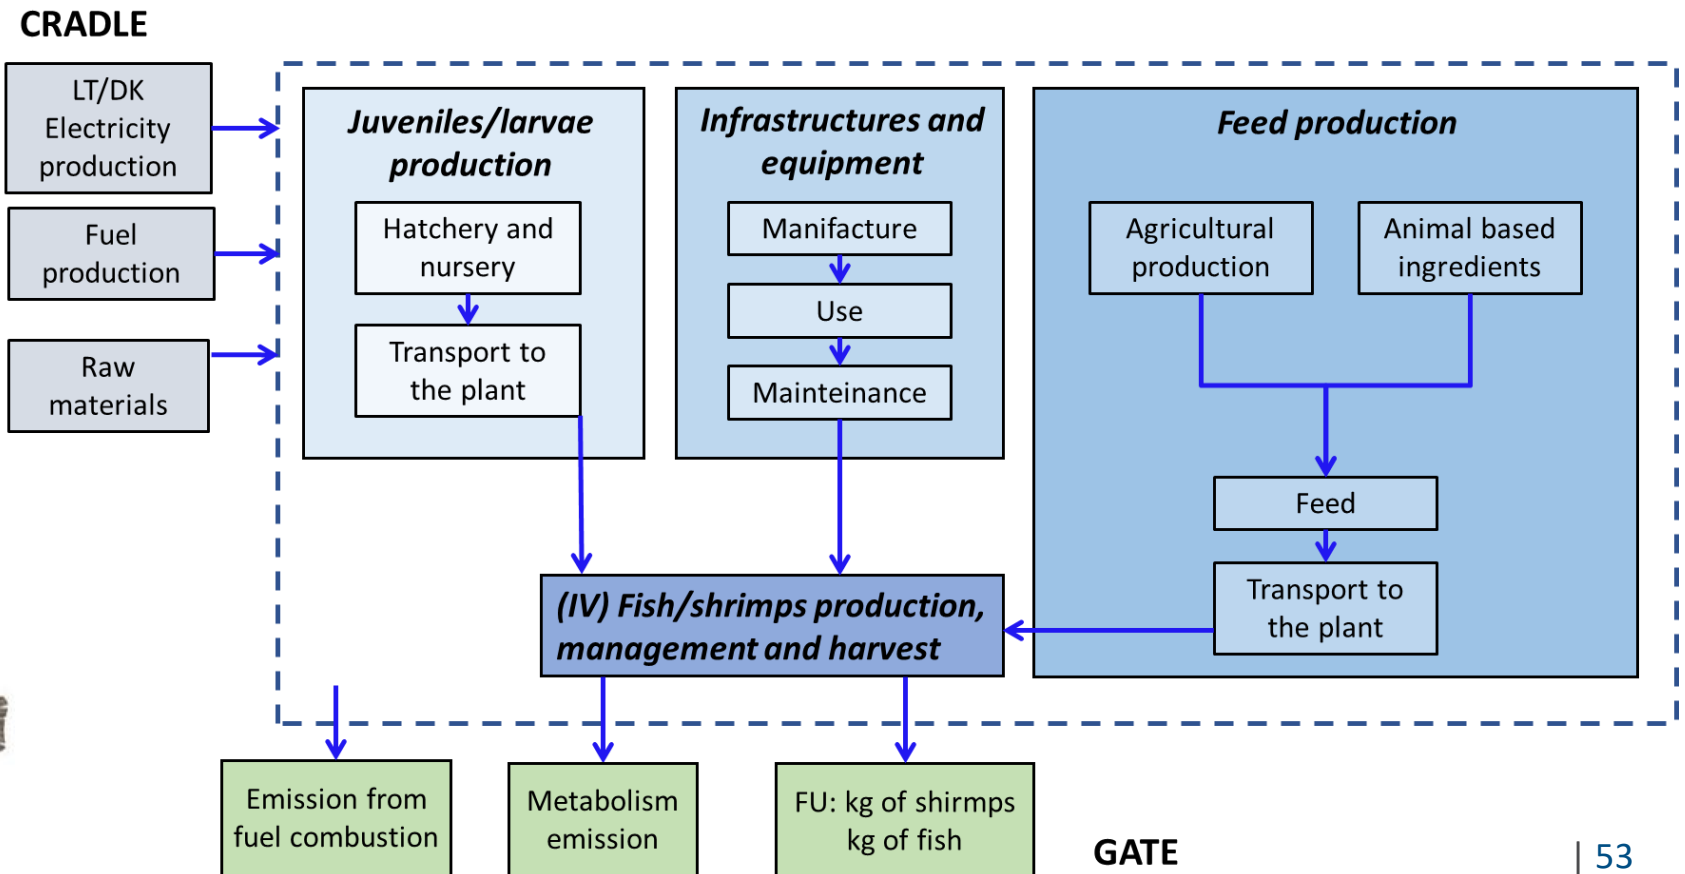 CRADLE
LT/DK
Electricity
production
Fuel
production
Raw
materials
Juveniles/larvae
production
Hatchery and
nursery
Transport to
the plant
Infrastructures and
equipment
Manifacture
Use
Mainteinance
Feed production
Agricultural
production
Animal based
ingredients
Feed
Transport to
the plant
(IV) Fish/shrimps production,
management and harvest
Emission from
fuel combustion
Metabolism
emission
FU: kg of shirmps
kg of fish
GATE
| 53